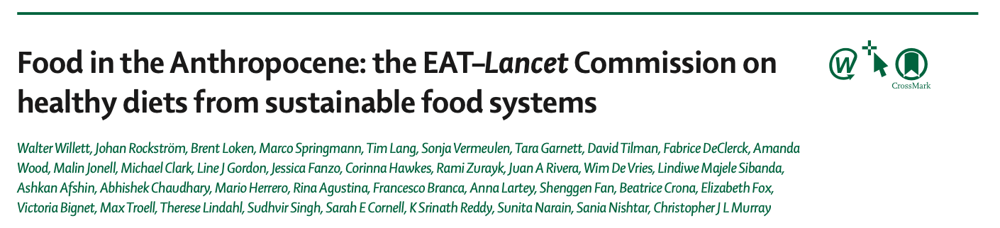 Food in the Anthropocene: the EAT–Lancet Commission on
healthy diets from sustainable food systems
W
CrossMark
Walter Willett, Johan Rockström, Brent Loken, Marco Springmann, Tim Lang, Sonja Vermeulen, Tara Garnett, David Tilman, Fabrice DeClerck, Amanda
Wood, Malin Jonell, Michael Clark, Line J Gordon, Jessica Fanzo, Corinna Hawkes, Rami Zurayk, Juan A Rivera, Wim De Vries, Lindiwe Majele Sibanda,
Ashkan Afshin, Abhishek Chaudhary, Mario Herrero, Rina Agustina, Francesco Branca, Anna Lartey, Shenggen Fan, Beatrice Crona, Elizabeth Fox,
Victoria Bignet, Max Troell, Therese Lindahl, Sudhvir Singh, Sarah E Cornell, K Srinath Reddy, Sunita Narain, Sania Nishtar, Christopher J L Murray